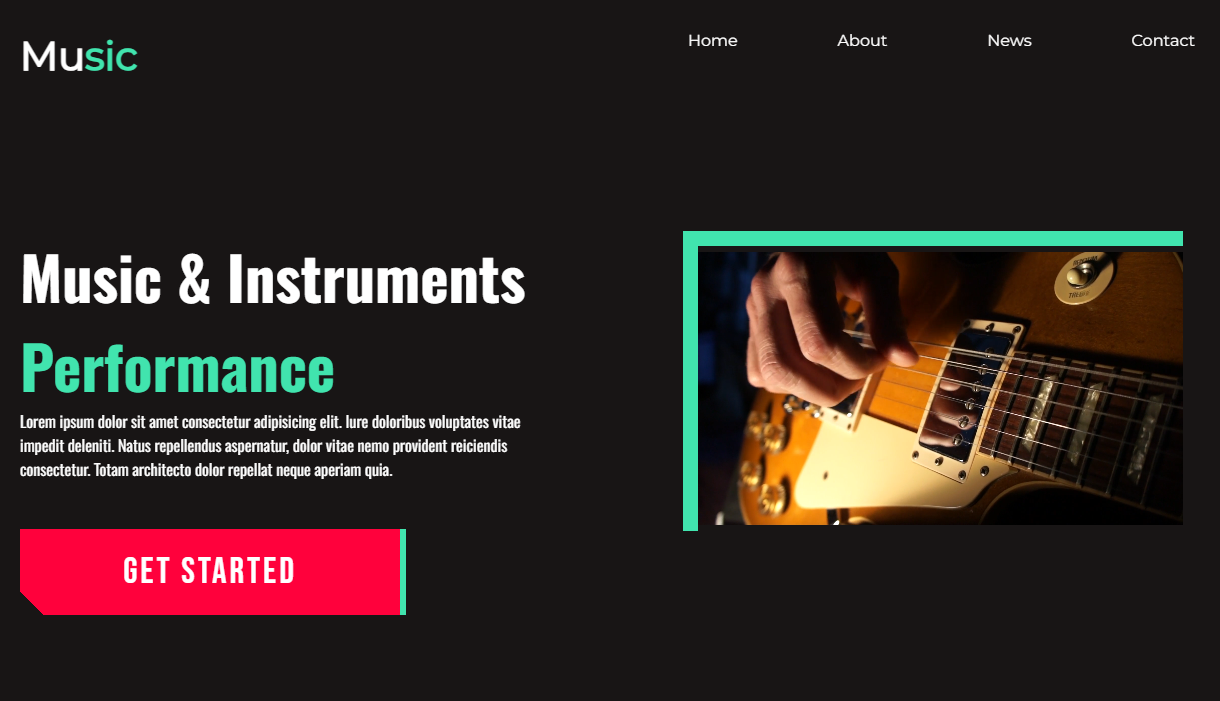 Music
Home About News Contact
Music & Instruments
Performance
Lorem ipsum dolor sit amet consectetur adipisicing elit. Iure doloribus voluptates vitae
impedit deleniti. Natus repellendus aspernatur, dolor vitae nemo provident reiciendis
consectetur. Totam architecto dolor repellat neque aperiam quia.
GET STARTED